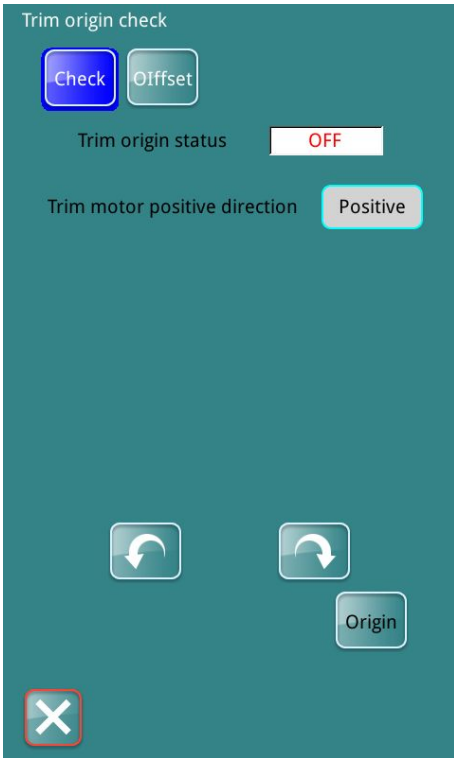 Trim origin check
Check
OIffset
Trim origin status
OFF
Trim motor positive direction
Positive
Origin